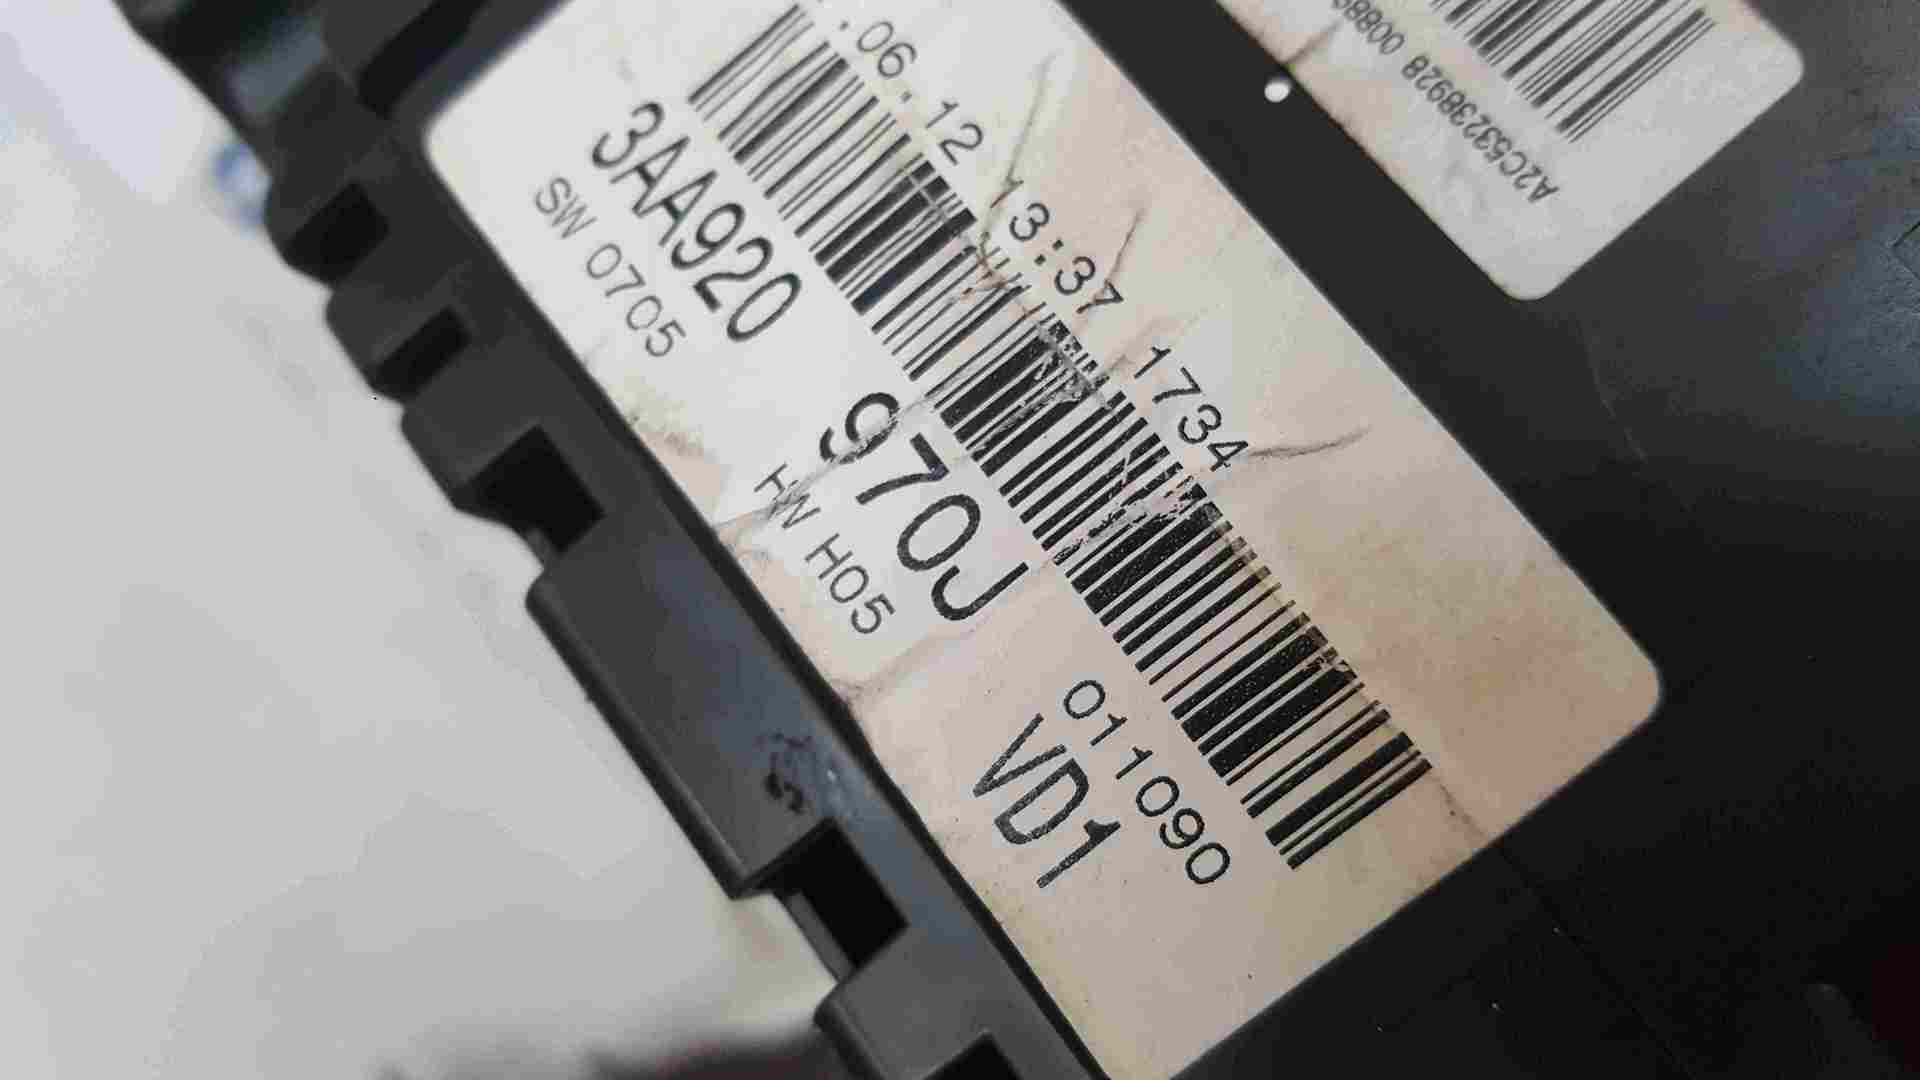 .06.12 13:37 1734
3AA920 970J VD1
SW 0705 HW H05
011090
A2C53238928